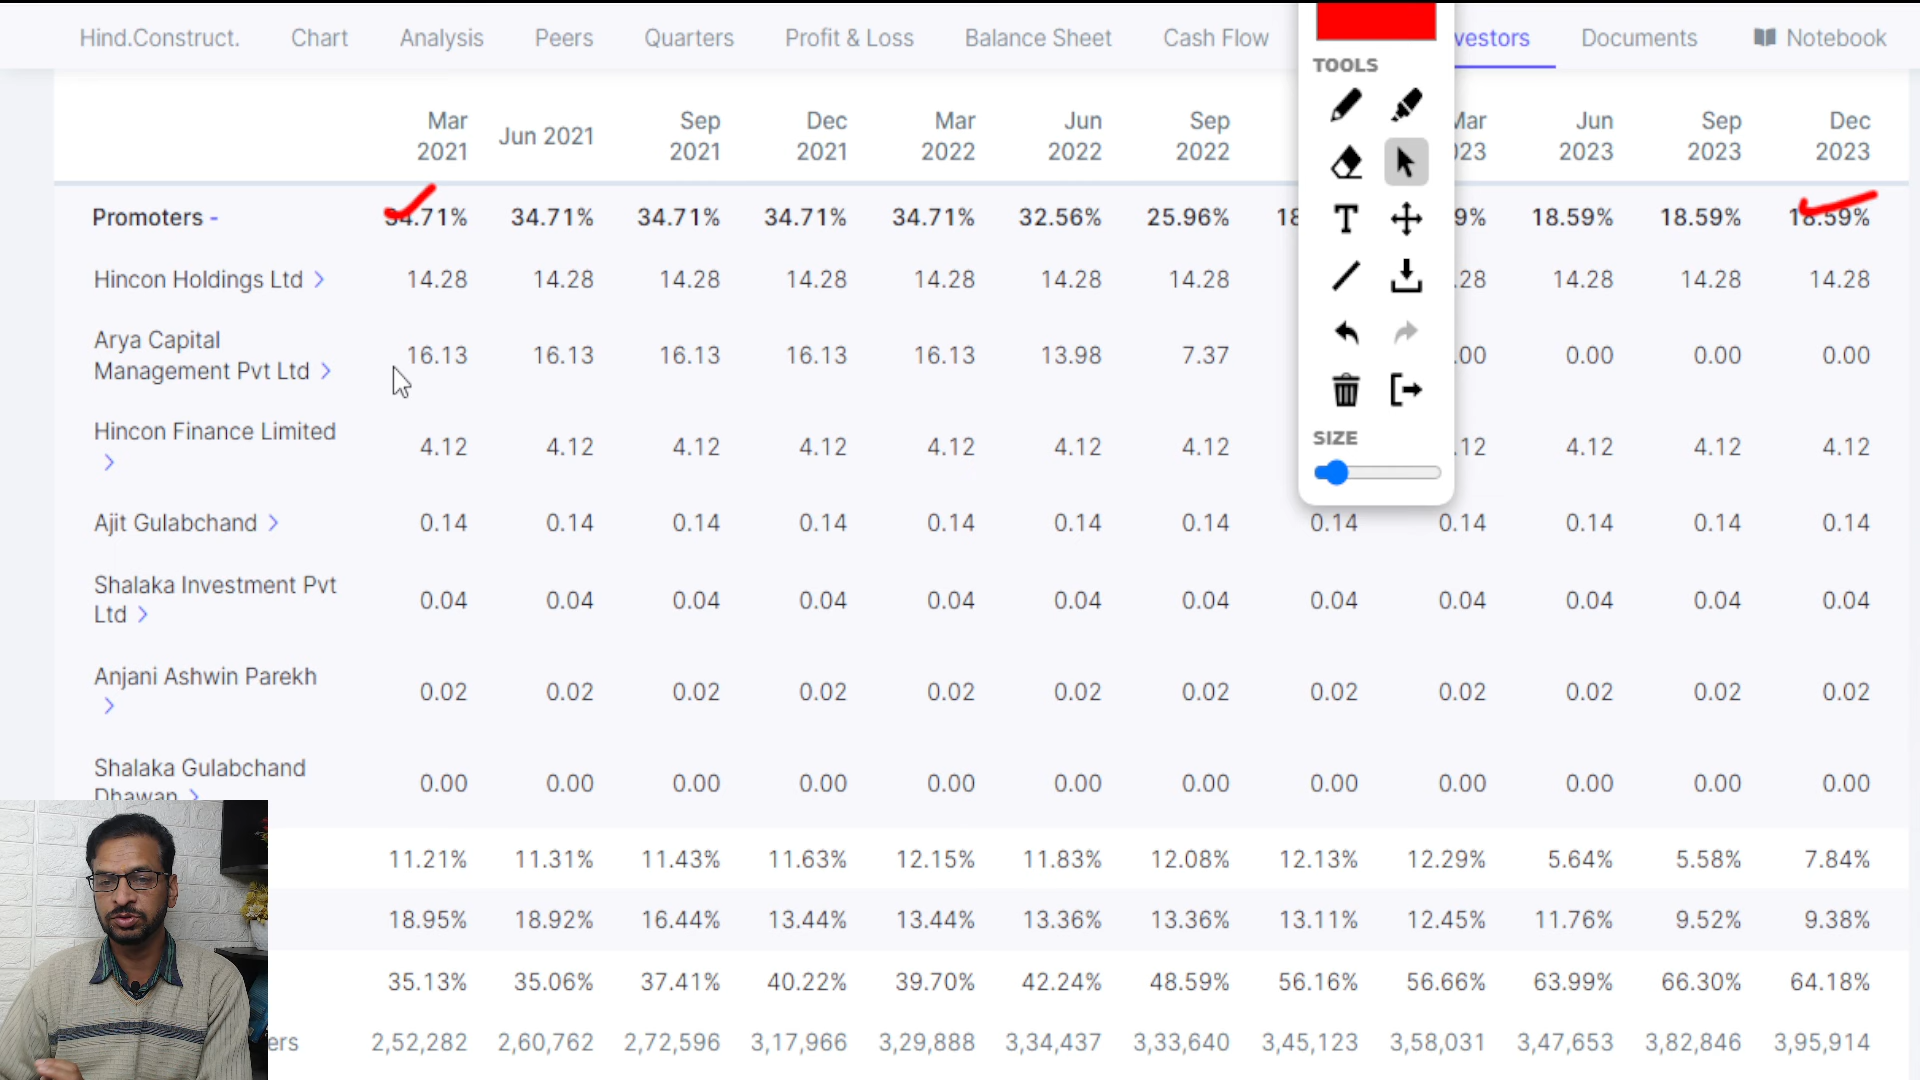 Hind.Construct. Chart Analysis Peers Quarters Profit & Loss Balance Sheet Cash Flow vestors Documents Notebook
TOOLS
Mar 2021 Jun 2021 Sep 2021 Dec 2021 Mar 2022 Jun 2022 Sep 2022 Mar 023 Jun 2023 Sep 2023 Dec 2023
Promoters - 34.71% 34.71% 34.71% 34.71% 34.71% 32.56% 25.96% 18 9% 18.59% 18.59% 18.59%
Hincon Holdings Ltd 14.28 14.28 14.28 14.28 14.28 14.28 14.28 .28 14.28 14.28 14.28
Arya Capital
Management Pvt Ltd 16.13 16.13 16.13 16.13 16.13 13.98 7.37 .00 0.00 0.00 0.00
SIZE
Hincon Finance Limited 4.12 4.12 4.12 4.12 4.12 4.12 4.12 .12 4.12 4.12 4.12
Ajit Gulabchand 0.14 0.14 0.14 0.14 0.14 0.14 0.14 0.14 0.14 0.14 0.14 0.14
Shalaka Investment Pvt
Ltd 0.04 0.04 0.04 0.04 0.04 0.04 0.04 0.04 0.04 0.04 0.04 0.04
Anjani Ashwin Parekh 0.02 0.02 0.02 0.02 0.02 0.02 0.02 0.02 0.02 0.02 0.02 0.02
Shalaka Gulabchand
Dhawan 0.00 0.00 0.00 0.00 0.00 0.00 0.00 0.00 0.00 0.00 0.00 0.00
11.21% 11.31% 11.43% 11.63% 12.15% 11.83% 12.08% 12.13% 12.29% 5.64% 5.58% 7.84%
18.95% 18.92% 16.44% 13.44% 13.44% 13.36% 13.36% 13.11% 12.45% 11.76% 9.52% 9.38%
35.13% 35.06% 37.41% 40.22% 39.70% 42.24% 48.59% 56.16% 56.66% 63.99% 66.30% 64.18%
ers 2,52,282 2,60,762 2,72,596 3,17,966 3,29,888 3,34,437 3,33,640 3,45,123 3,58,031 3,47,653 3,82,846 3,95,914